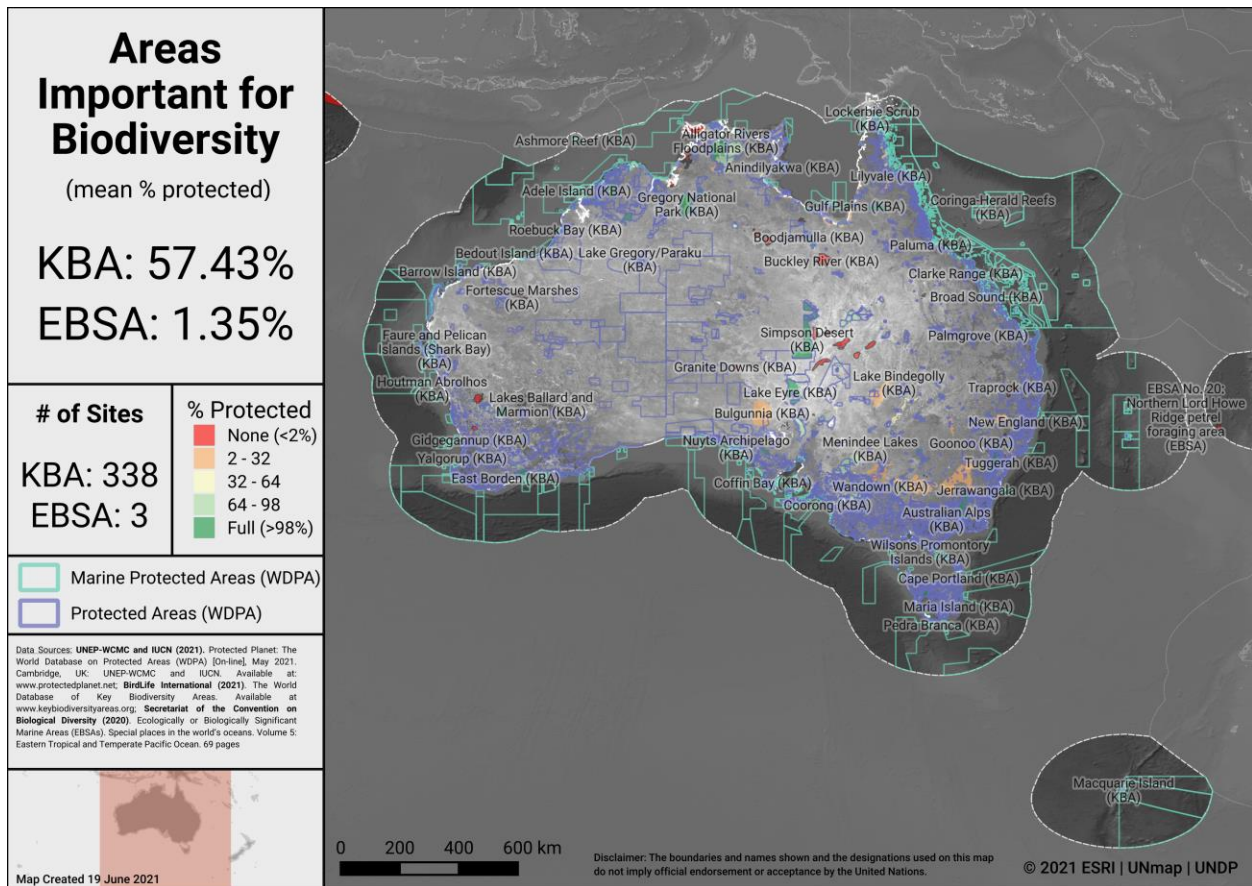 Areas
Important for
Biodiversity
(mean % protected)
KBA: 57.43%
EBSA: 1.35%
# of Sites
KBA: 338
EBSA: 3
% Protected
None (<2%)
2 - 32
32 - 64
64 - 98
Full (>98%)
Marine Protected Areas (WDPA)
Protected Areas (WDPA)
Data Sources: UNEP-WCMC and IUCN (2021). Protected Planet: The
World Database on Protected Areas (WDPA) [On-line], May 2021.
Cambridge, UK: UNEP-WCMC and IUCN. Available at:
www.protectedplanet.net; BirdLife International (2021). The World
Database of Key Biodiversity Areas. Available at
www.keybiodiversityareas.org; Secretariat of the Convention on
Biological Diversity (2020). Ecologically or Biologically Significant
Marine Areas (EBSAs). Special places in the world's oceans. Volume 5:
Eastern Tropical and Temperate Pacific Ocean. 69 pages
Map Created 19 June 2021
Lockerbie Scrub
(KBA)
Ashmore Reef (KBA)
Alligator Rivers
Floodplains (KBA)
Anindilyakwa (KBA)
Lilyvale (KBA)
Adele Island (KBA)
Gregory National
Park (KBA)
Gulf Plains (KBA)
Coringa-Herald Reefs
(KBA)
Roebuck Bay (KBA)
Boodjamulla (KBA)
Paluma (KBA)
Bedout Island (KBA)
Lake Gregory/Paraku
(KBA)
Buckley River (KBA)
Barrow Island (KBA)
Clarke Range (KBA)
Fortescue Marshes
(KBA)
Broad Sound (KBA)
Faure and Pelican
Islands (Shark Bay)
(KBA)
Simpson Desert
(KBA)
Palmgrove (KBA)
Granite Downs (KBA)
Houtman Abrolhos
(KBA)
Lake Eyre (KBA)
Lake Bindegolly
(KBA)
Traprock (KBA)
EBSA No. 20:
Northern Lord Howe
Ridge petrel
foraging area
(EBSA)
Lakes Ballard and
Marmion (KBA)
Bulgunnia (KBA)
New England (KBA)
Gidgegannup (KBA)
Nuyts Archipelago
(KBA)
Menindee Lakes
(KBA)
Goonoo (KBA)
Yalgorup (KBA)
Tuggerah (KBA)
East Borden (KBA)
Coffin Bay (KBA)
Wandown (KBA)
Jerrawangala (KBA)
Coorong (KBA)
Australian Alps
(KBA)
Wilsons Promontory
Islands (KBA)
Cape Portland (KBA)
Maria Island (KBA)
Pedra Branca (KBA)
Macquarie Island
(KBA)
0 200 400 600 km
Disclaimer: The boundaries and names shown and the designations used on this map
do not imply official endorsement or acceptance by the United Nations.
© 2021 ESRI | UNmap | UNDP